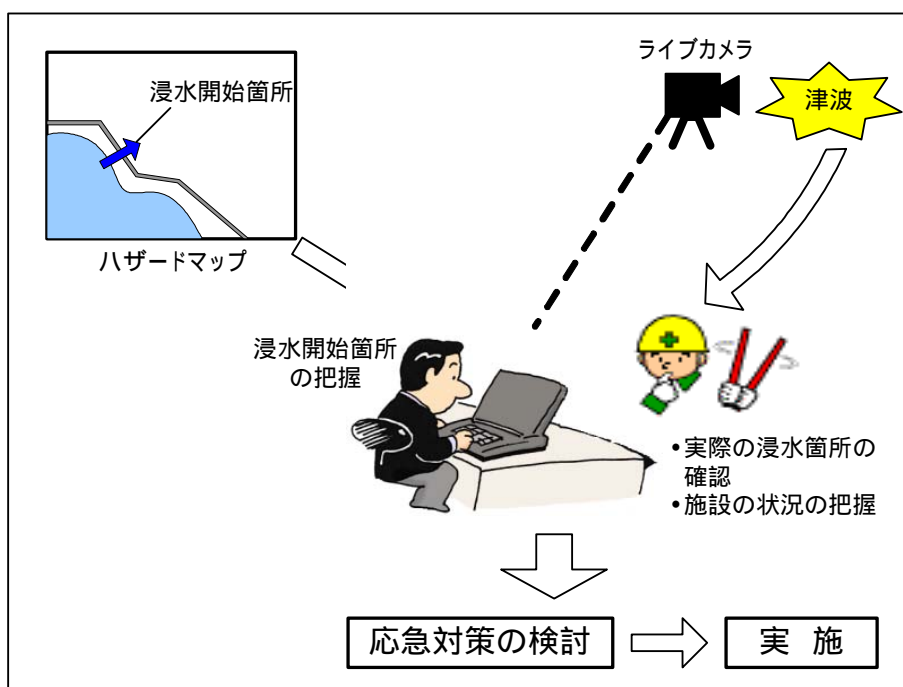 ライブカメラ
津波
浸水開始箇所
ハザードマップ
浸水開始箇所
の把握
•実際の浸水箇所の
確認
•施設の状況の把握
応急対策の検討
実 施